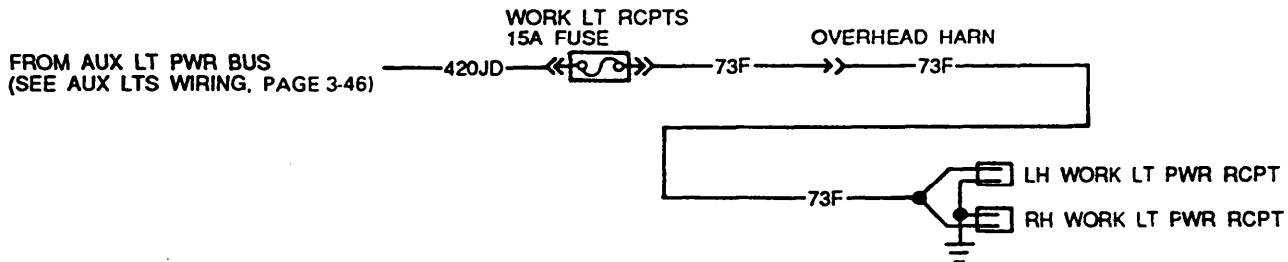 WORK LT RCPTS
15A FUSE
OVERHEAD HARN
FROM AUX LT PWR BUS
(SEE AUX LTS WIRING, PAGE 3-46)
420JD
73F
73F
73F
LH WORK LT PWR RCPT
RH WORK LT PWR RCPT